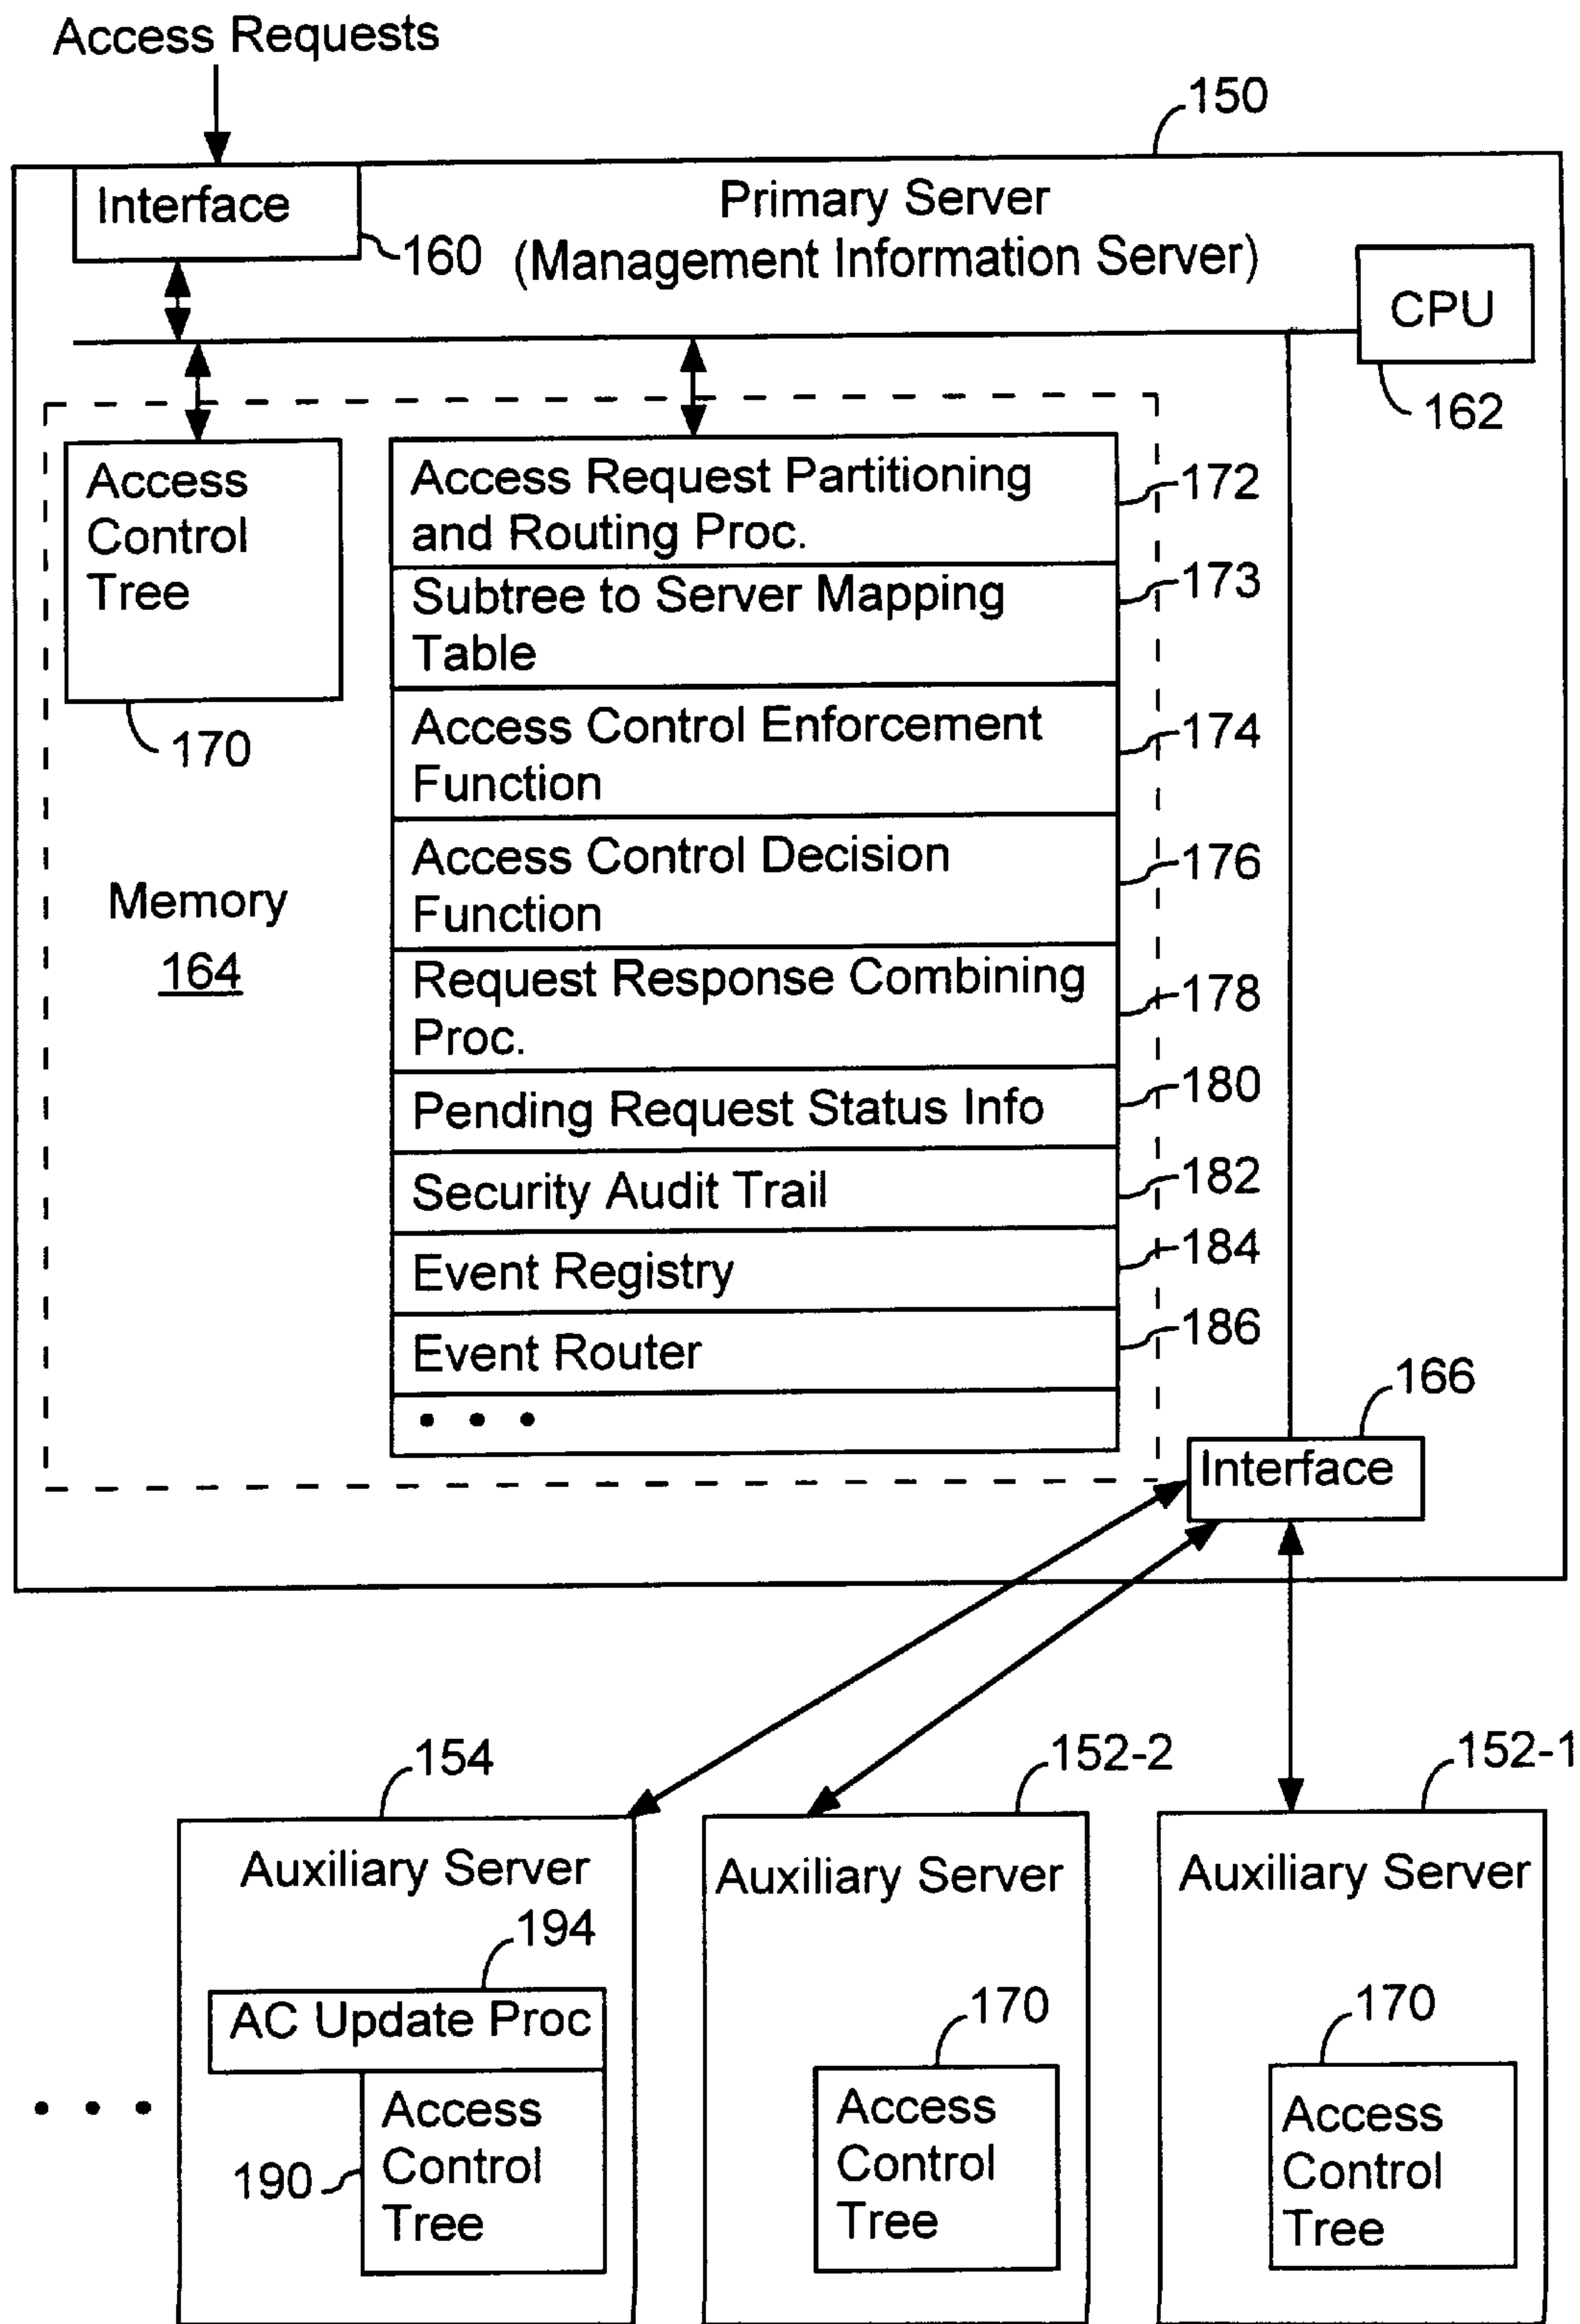 Access Requests
150
Interface
Primary Server
160
(Management Information Server)
CPU
162
Access
Control
Tree
170
Memory
164
Access Request Partitioning
and Routing Proc.
172
Subtree to Server Mapping
Table
173
Access Control Enforcement
Function
174
Access Control Decision
Function
176
Request Response Combining
Proc.
178
Pending Request Status Info
180
Security Audit Trail
182
Event Registry
184
Event Router
186
• • •
166
Interface
154
Auxiliary Server
194
AC Update Proc
Access
Control
Tree
190
• • •
152-2
Auxiliary Server
170
Access
Control
Tree
152-1
Auxiliary Server
170
Access
Control
Tree